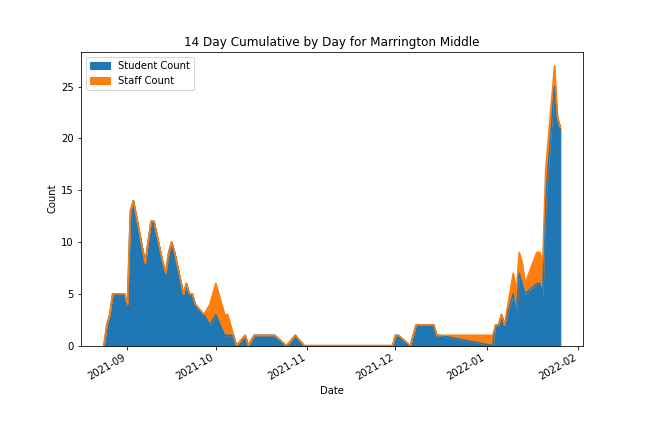 14 Day Cumulative by Day for Marrington Middle
Student Count
Staff Count
25
20
15
10
5
0
Count
2021-09
2021-10
2021-11
2021-12
2022-01
2022-02
Date